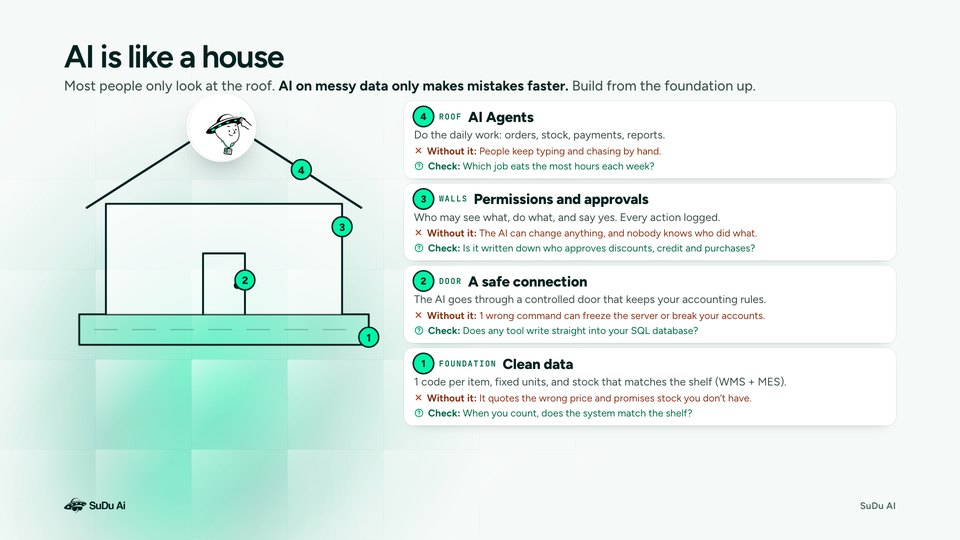 AI is like a house
Most people only look at the roof. AI on messy data only makes mistakes faster. Build from the foundation up.
4 ROOF AI Agents
Do the daily work: orders, stock, payments, reports.
✕ Without it: People keep typing and chasing by hand.
Check: Which job eats the most hours each week?
3 WALLS Permissions and approvals
Who may see what, do what, and say yes. Every action logged.
✕ Without it: The AI can change anything, and nobody knows who did what.
Check: Is it written down who approves discounts, credit and purchases?
2 DOOR A safe connection
The AI goes through a controlled door that keeps your accounting rules.
✕ Without it: 1 wrong command can freeze the server or break your accounts.
Check: Does any tool write straight into your SQL database?
1 FOUNDATION Clean data
1 code per item, fixed units, and stock that matches the shelf (WMS + MES).
✕ Without it: It quotes the wrong price and promises stock you don't have.
Check: When you count, does the system match the shelf?
4
3
2
1
SuDu Ai
SuDu AI